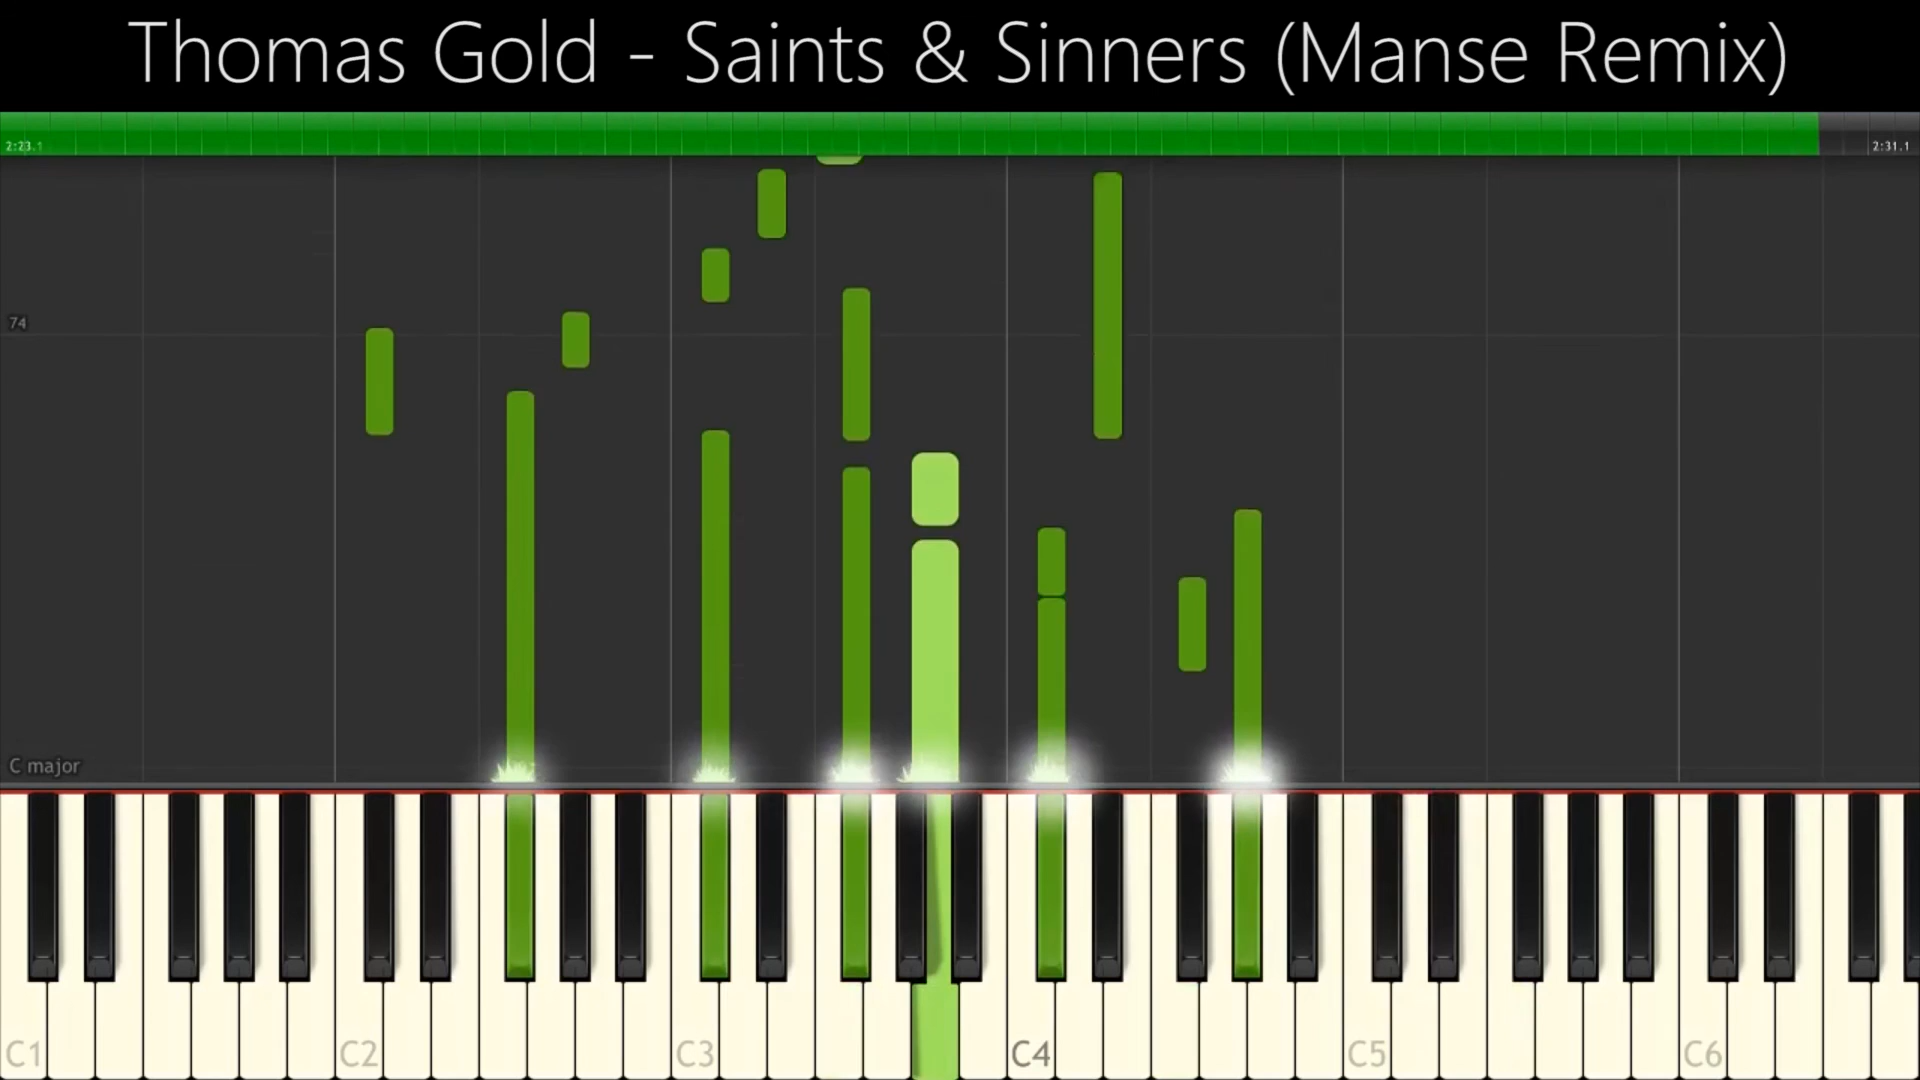 Thomas Gold - Saints & Sinners (Manse Remix)
2:23.1
2:31.1
74
C major
C1 C2 C3 C4 C5 C6